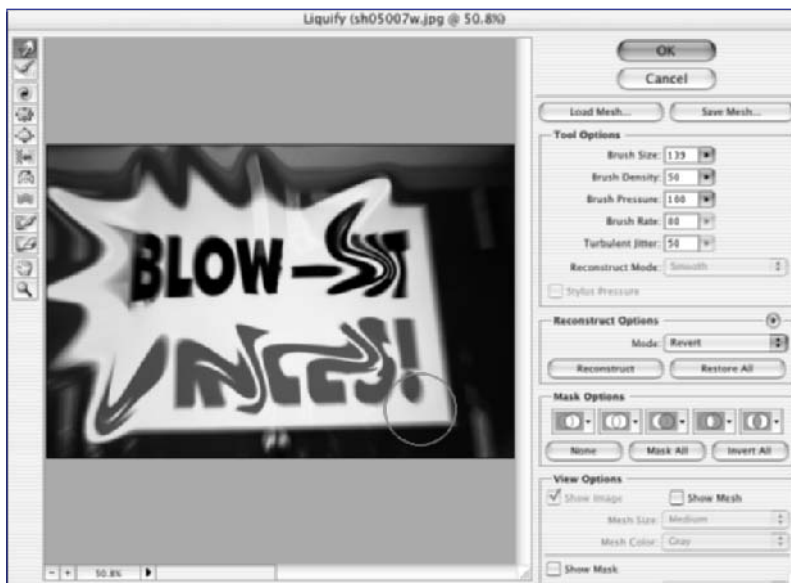 Liquify (sh05007w.jpg @ 50.8%)
OK
Cancel
Load Mesh... Save Mesh...
Tool Options
Brush Size: 139
Brush Density: 50
Brush Pressure: 100
Brush Rate: 80
Turbulent Jitter: 50
Reconstruct Mode: Smooth
Stylus Pressure
Reconstruct Options
Mode: Revert
Reconstruct Restore All
Mask Options
None Mask All Invert All
View Options
Show Image Show Mesh
Mesh Size: Medium
Mesh Color: Gray
Show Mask
BLOW-
50.8%